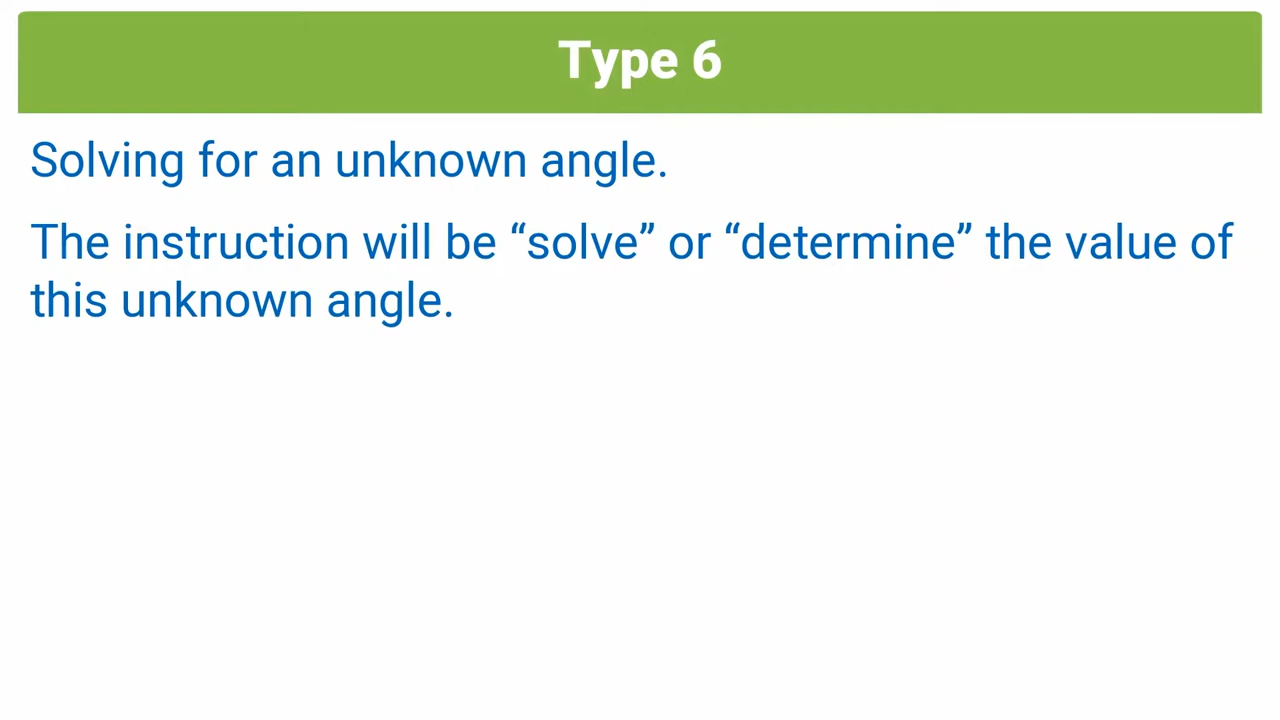 Type 6
Solving for an unknown angle.
The instruction will be “solve” or “determine” the value of
this unknown angle.